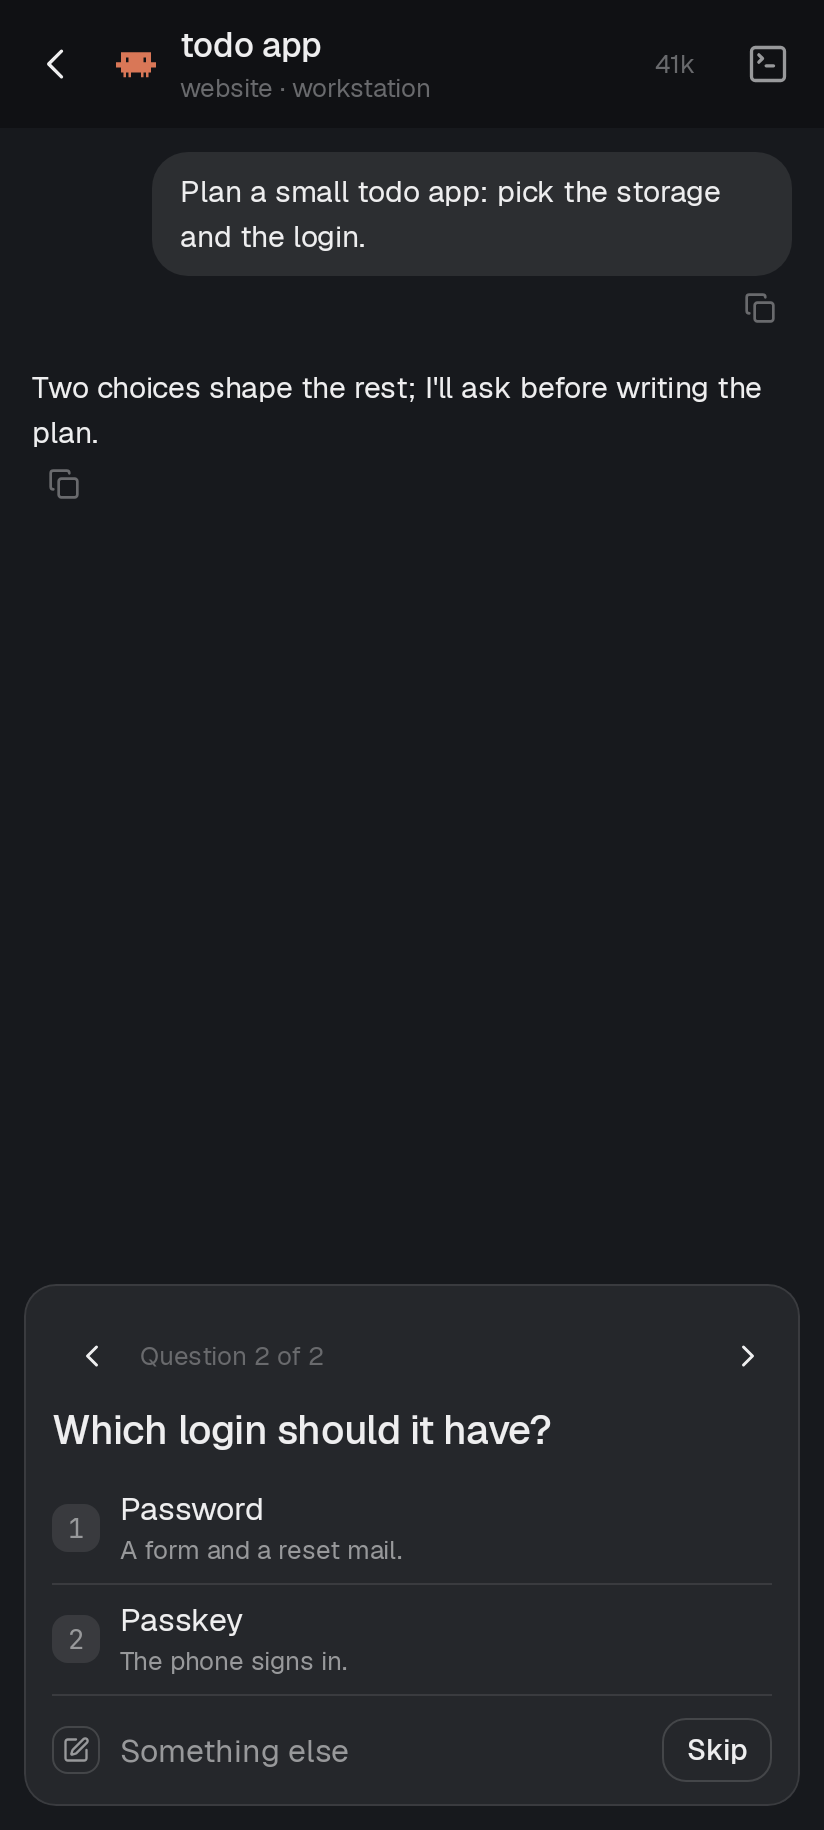 todo app
website · workstation
41k
Plan a small todo app: pick the storage
and the login.
Two choices shape the rest; I'll ask before writing the
plan.
Question 2 of 2
Which login should it have?
1
Password
A form and a reset mail.
2
Passkey
The phone signs in.
Something else
Skip